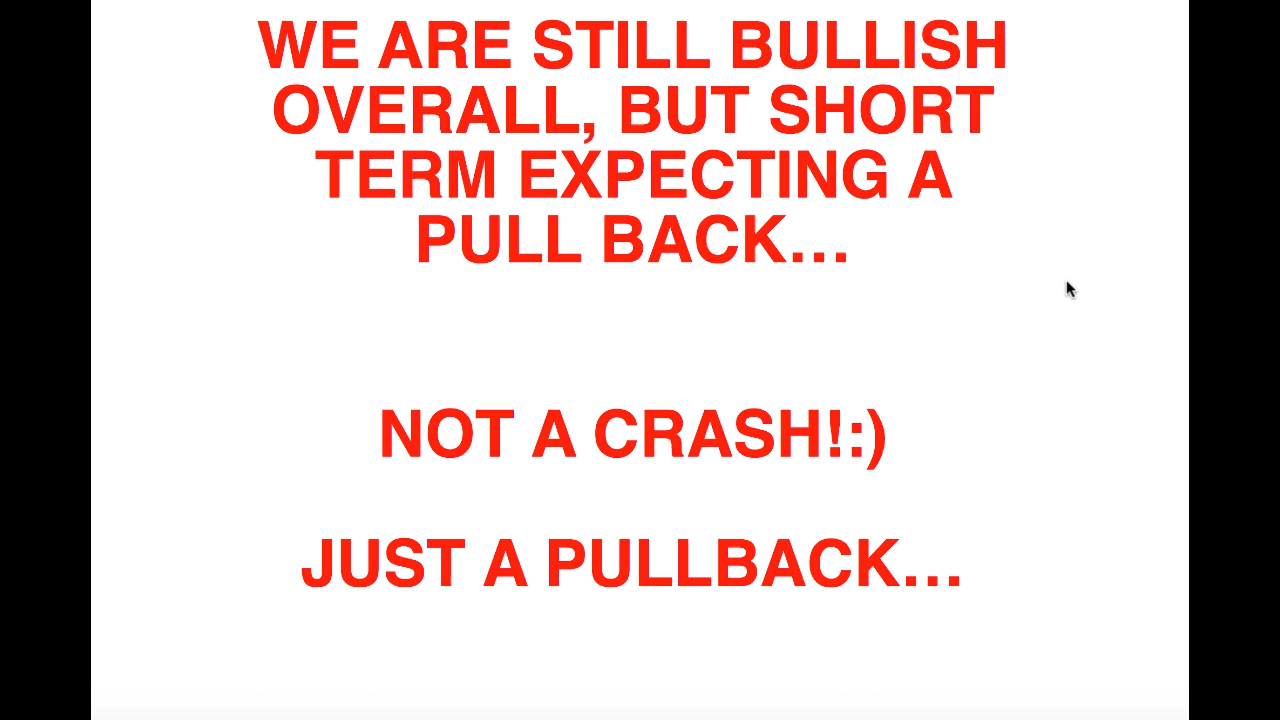 WE ARE STILL BULLISH
OVERALL, BUT SHORT
TERM EXPECTING A
PULL BACK...
NOT A CRASH!:)
JUST A PULLBACK...